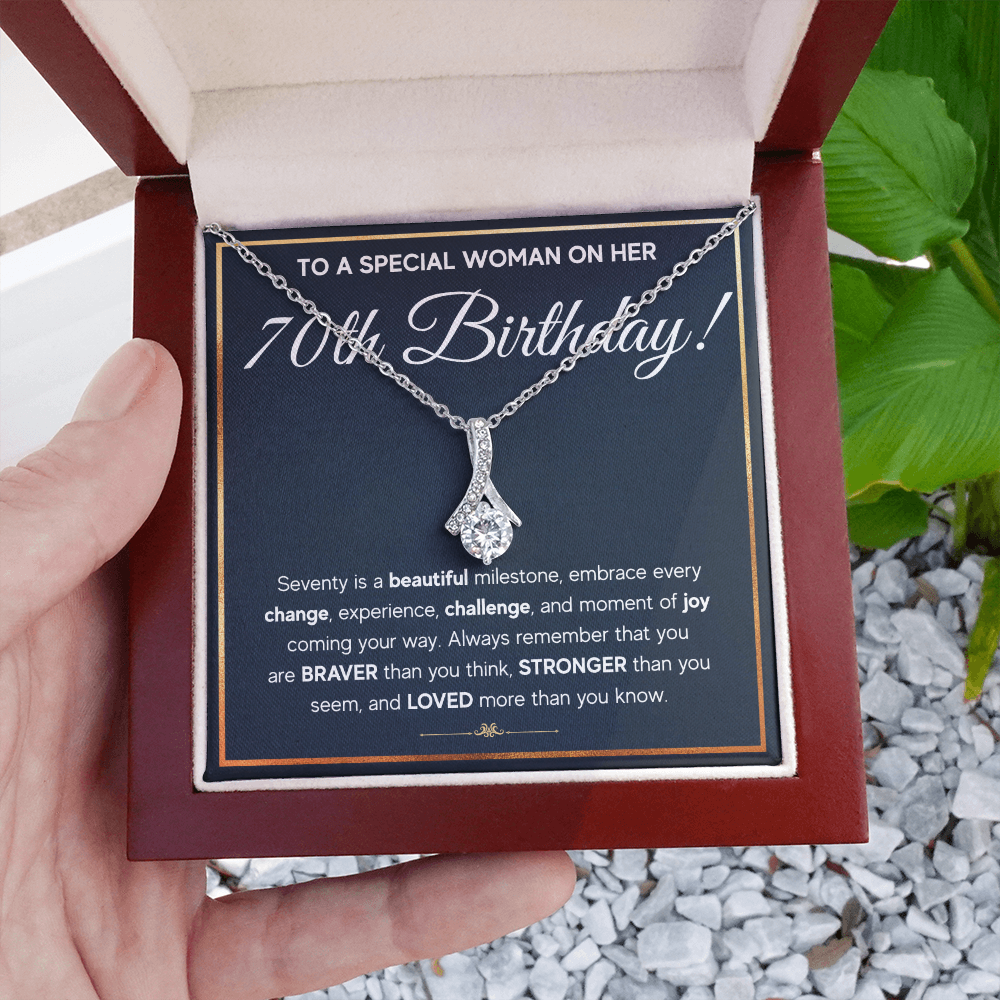 TO A SPECIAL WOMAN ON HER
70th Birthday!
Seventy is a beautiful milestone, embrace every
change, experience, challenge, and moment of joy
coming your way. Always remember that you
are BRAVER than you think, STRONGER than you
seem, and LOVED more than you know.